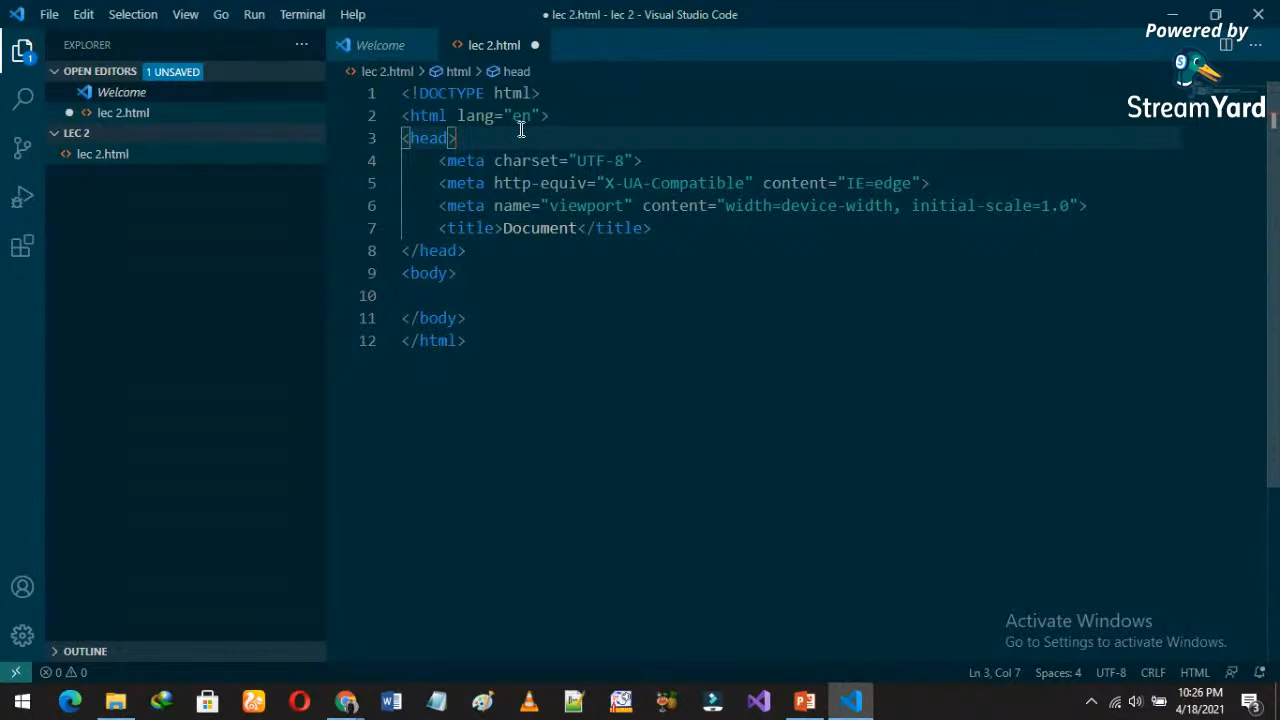 File Edit Selection View Go Run Terminal Help
● lec 2.html - lec 2 - Visual Studio Code
Powered by
StreamYard
EXPLORER
OPEN EDITORS 1 UNSAVED
Welcome
lec 2.html
LEC 2
lec 2.html
OUTLINE
Welcome
lec 2.html
lec 2.html > html > head
1 <!DOCTYPE html>
2 <html lang="en">
3 <head>
4 <meta charset="UTF-8">
5 <meta http-equiv="X-UA-Compatible" content="IE=edge">
6 <meta name="viewport" content="width=device-width, initial-scale=1.0">
7 <title>Document</title>
8 </head>
9 <body>
10
11 </body>
12 </html>
Activate Windows
Go to Settings to activate Windows.
0 0
Ln 3, Col 7 Spaces: 4 UTF-8 CRLF HTML
10:26 PM
4/18/2021